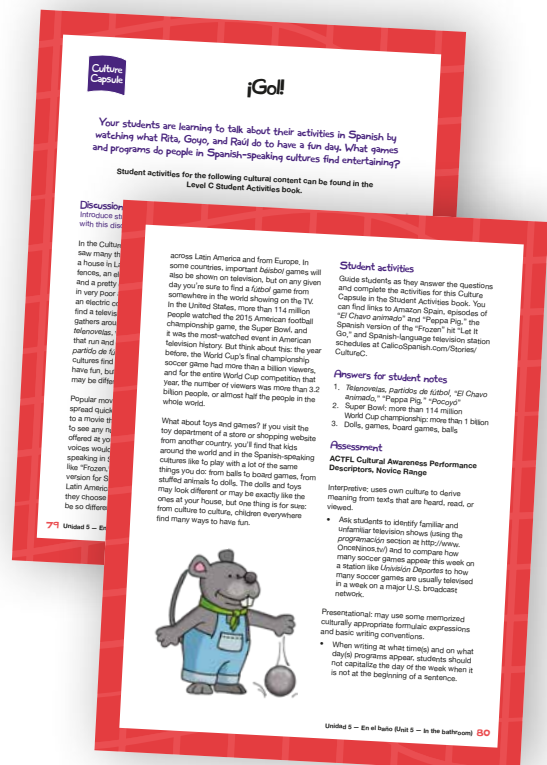 Culture
Capsule
¡Gol!
Your students are learning to talk about their activities in Spanish by
watching what Rita, Goyo, and Raúl do to have a fun day. What games
and programs do people in Spanish-speaking cultures find entertaining?
Student activities for the following cultural content can be found in the
Level C Student Activities book.
Discussion
Introduce
with this
In the
saw many
a house in
fences, an
and a pretty
in very poor
an electric
find a
gathers
telenovelas,
that run and
partido de
cultures find
have fun, but
may be
Popular
spread
to a movie
to see any
offered at
voices would
speaking in
like "Frozen,
version for
Latin
they choose
be so
79 Unidad 5 —
across Latin America and from Europe. In
some countries, important béisbol games will
also be shown on television, but on any given
day you're sure to find a fútbol game from
somewhere in the world showing on the TV.
In the United States, more than 114 million
people watched the 2015 American football
championship game, the Super Bowl, and
it was the most-watched event in American
television history. But think about this: the year
before, the World Cup's final championship
soccer game had more than a billion viewers,
and for the entire World Cup competition that
year, the number of viewers was more than 3.2
billion people, or almost half the people in the
whole world.
What about toys and games? If you visit the
toy department of a store or shopping website
from another country, you'll find that kids
around the world and in the Spanish-speaking
cultures like to play with a lot of the same
things you do: from balls to board games, from
stuffed animals to dolls. The dolls and toys
may look different or may be exactly like the
ones at your house, but one thing is for sure:
from culture to culture, children everywhere
find many ways to have fun.
Student activities
Guide students as they answer the questions
and complete the activities for this Culture
Capsule in the Student Activities book. You
can find links to Amazon Spain, episodes of
"El Chavo animado" and "Peppa Pig," the
Spanish version of the "Frozen" hit "Let it
Go," and Spanish-language television station
schedules at CalicoSpanish.com/Stories/
CultureC.
Answers for student notes
1. Telenovelas, partidos de fútbol, "El Chavo
animado," "Peppa Pig," "Pocoyó"
2. Super Bowl: more than 114 million
World Cup championship: more than 1 billion
3. Dolls, games, board games, balls
Assessment
ACTFL Cultural Awareness Performance
Descriptors, Novice Range
Interpretive: uses own culture to derive
meaning from texts that are heard, read, or
viewed.
• Ask students to identify familiar and
unfamiliar television shows (using the
programación section at http://www.
OnceNinos.tv/) and to compare how
many soccer games appear this week on
a station like Univisión Deportes to how
many soccer games are usually televised
in a week on a major U.S. broadcast
network.
Presentational: may use some memorized
culturally appropriate formulaic expressions
and basic writing conventions.
• When writing at what time(s) and on what
day(s) programs appear, students should
not capitalize the day of the week when it
is not at the beginning of a sentence.
Unidad 5 — En el baño (Unit 5 — In the bathroom) 80